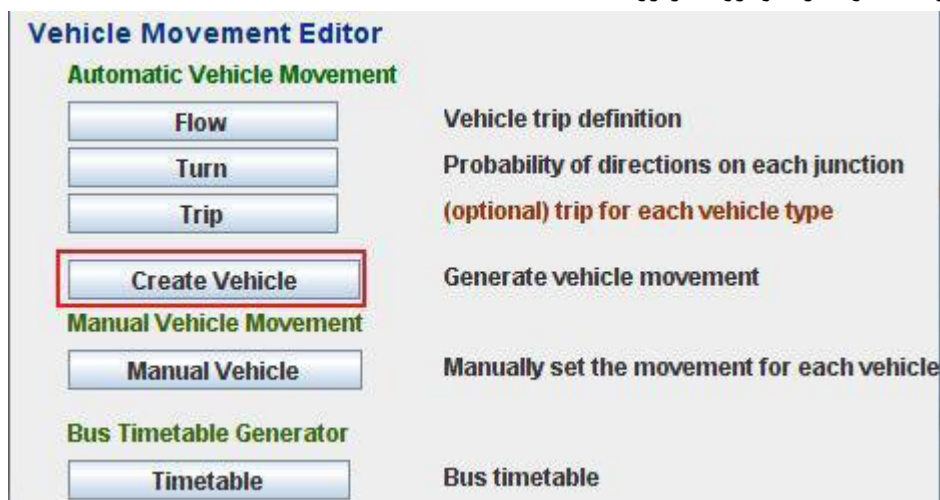 Vehicle Movement Editor
Automatic Vehicle Movement
Flow Vehicle trip definition
Turn Probability of directions on each junction
Trip (optional) trip for each vehicle type
Create Vehicle Generate vehicle movement
Manual Vehicle Movement
Manual Vehicle Manually set the movement for each vehicle
Bus Timetable Generator
Timetable Bus timetable